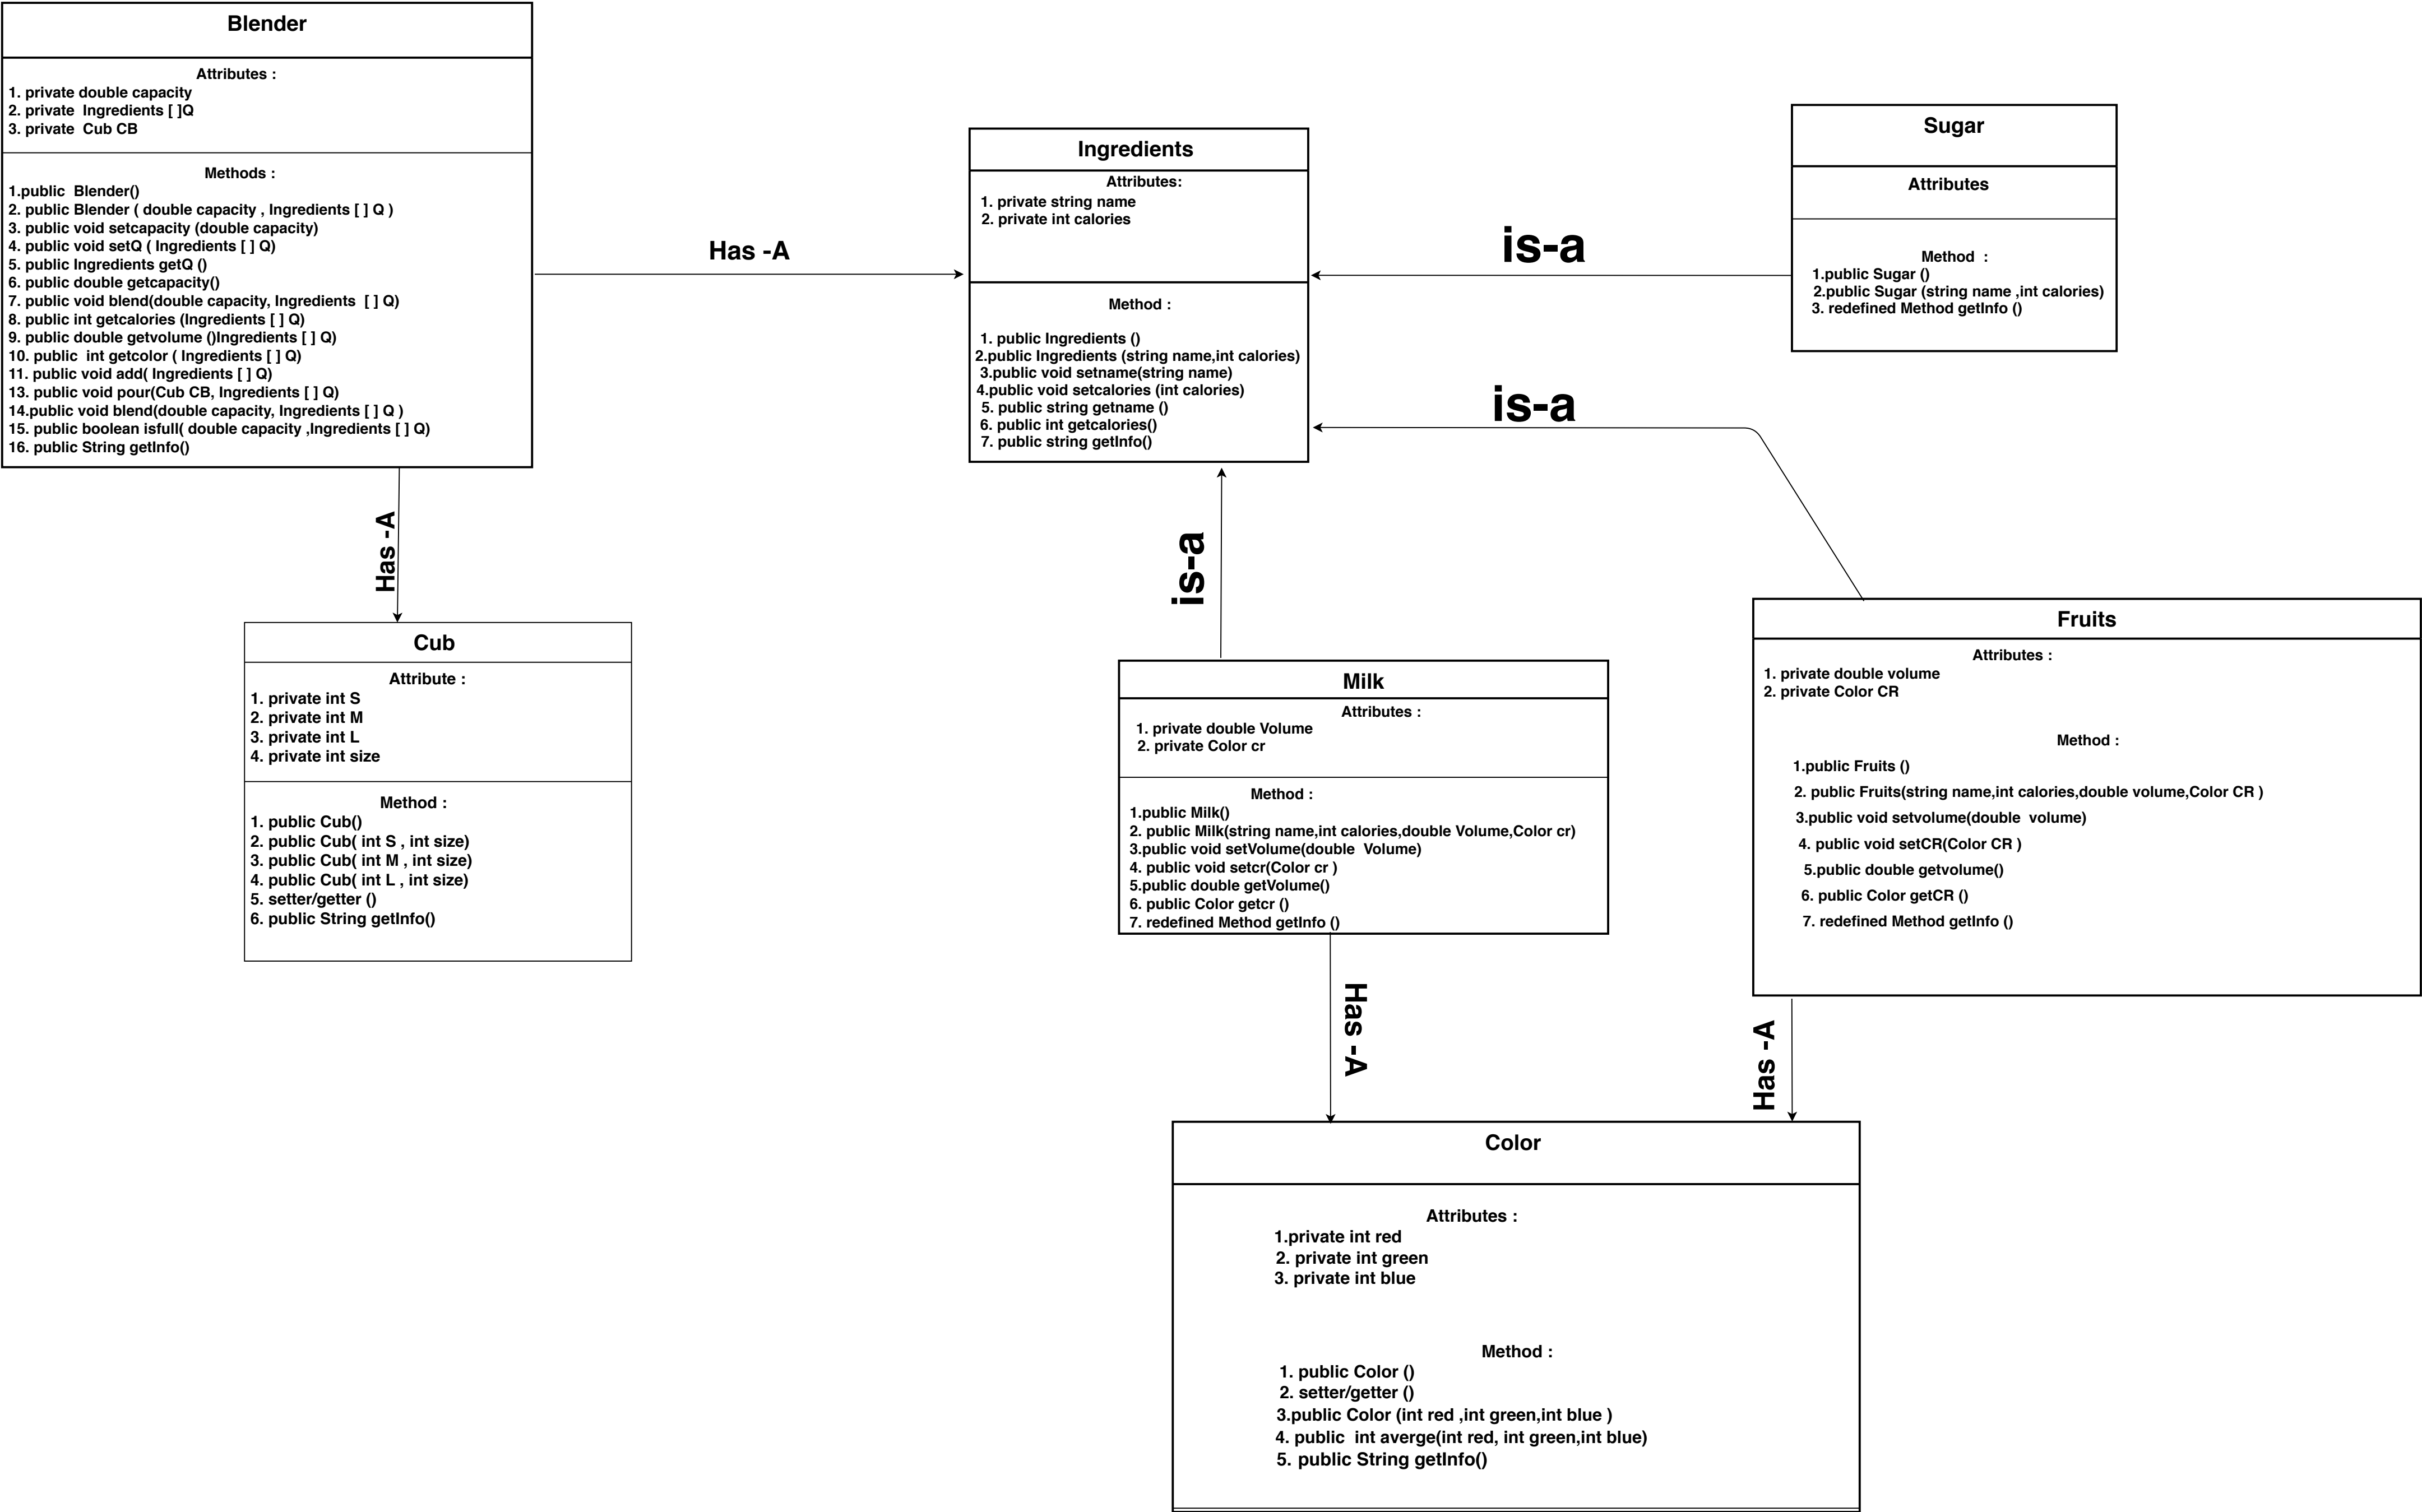 Blender
Attributes :
1. private double capacity
2. private  Ingredients [ ]Q
3. private  Cub CB
Methods :
1.public  Blender()
2. public Blender ( double capacity , Ingredients [ ] Q )
3. public void setcapacity (double capacity)
4. public void setQ ( Ingredients [ ] Q)
5. public Ingredients getQ ()
6. public double getcapacity()
7. public void blend(double capacity, Ingredients  [ ] Q)
8. public int getcalories (Ingredients [ ] Q)
9. public double getvolume ()Ingredients [ ] Q)
10. public  int getcolor ( Ingredients [ ] Q)
11. public void add( Ingredients [ ] Q)
13. public void pour(Cub CB, Ingredients [ ] Q)
14.public void blend(double capacity, Ingredients [ ] Q )
15. public boolean isfull( double capacity ,Ingredients [ ] Q)
16. public String getInfo()
Has -A
Ingredients
Attributes:
1. private string name
2. private int calories
Method :
1. public Ingredients ()
2.public Ingredients (string name,int calories)
3.public void setname(string name)
4.public void setcalories (int calories)
5. public string getname ()
6. public int getcalories()
7. public string getInfo()
is-a
Sugar
Attributes
Method  :
1.public Sugar ()
2.public Sugar (string name ,int calories)
3. redefined Method getInfo ()
is-a
Has -A
is-a
Cub
Attribute :
1. private int S
2. private int M
3. private int L
4. private int size
Method :
1. public Cub()
2. public Cub( int S , int size)
3. public Cub( int M , int size)
4. public Cub( int L , int size)
5. setter/getter ()
6. public String getInfo()
Milk
Attributes :
1. private double Volume
2. private Color cr
Method :
1.public Milk()
2. public Milk(string name,int calories,double Volume,Color cr)
3.public void setVolume(double  Volume)
4. public void setcr(Color cr )
5.public double getVolume()
6. public Color getcr ()
7. redefined Method getInfo ()
Fruits
Attributes :
1. private double volume
2. private Color CR
Method :
1.public Fruits ()
2. public Fruits(string name,int calories,double volume,Color CR )
3.public void setvolume(double  volume)
4. public void setCR(Color CR )
5.public double getvolume()
6. public Color getCR ()
7. redefined Method getInfo ()
Has -A
Has -A
Color
Attributes :
1.private int red
2. private int green
3. private int blue
Method :
1. public Color ()
2. setter/getter ()
3.public Color (int red ,int green,int blue )
4. public  int averge(int red, int green,int blue)
5. public String getInfo()